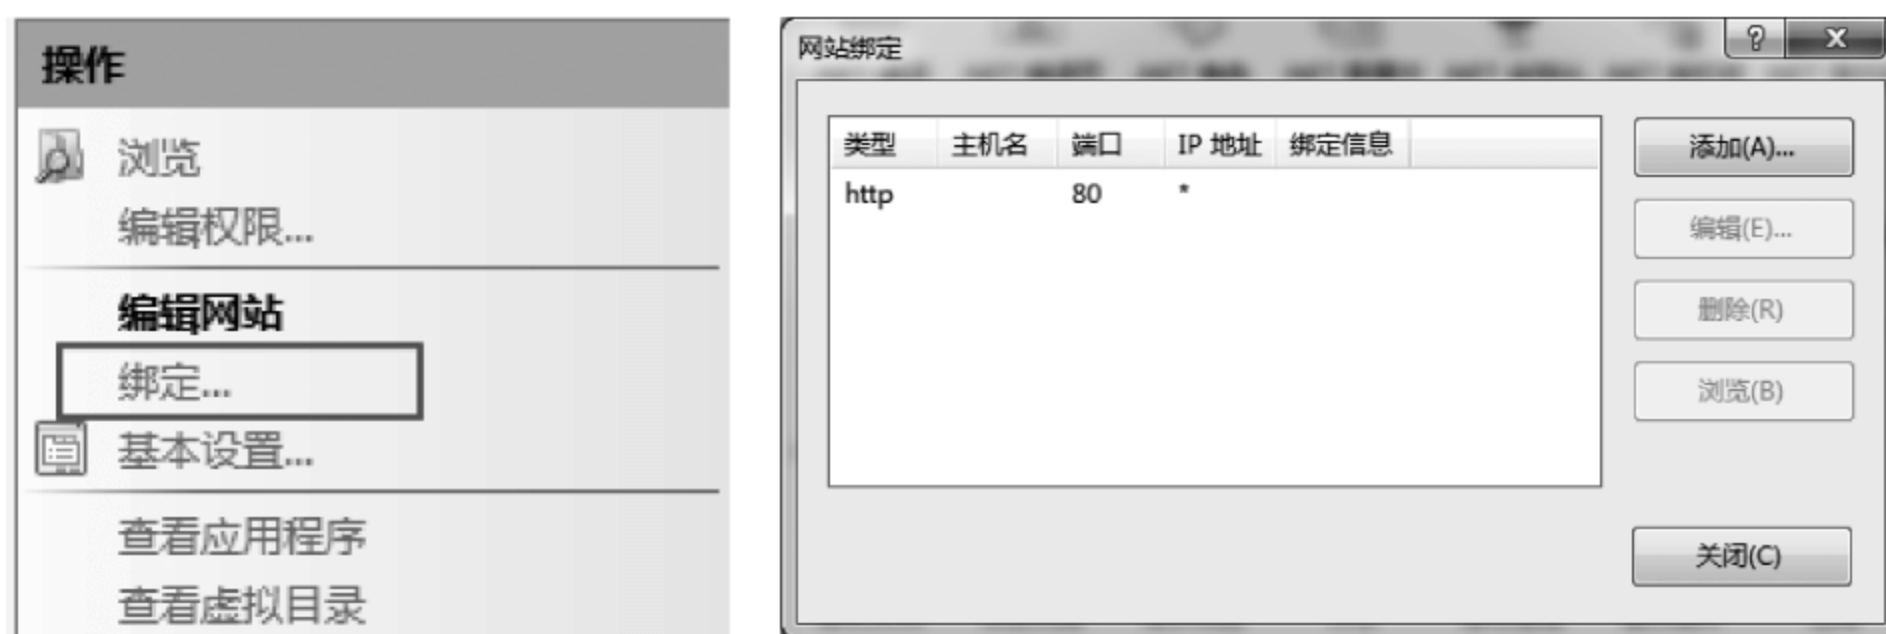 操作
浏览
编辑权限...
编辑网站
绑定...
基本设置...
查看应用程序
查看虚拟目录
网站绑定
类型 主机名 端口 IP 地址 绑定信息
http 80 *
添加(A)...
编辑(E)...
删除(R)
浏览(B)
关闭(C)